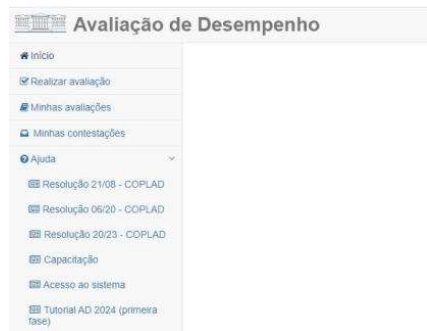 Avaliação de Desempenho
Início
Realizar avaliação
Minhas avaliações
Minhas contestações
Ajuda
Resolução 21/08 - COPLAD
Resolução 06/20 - COPLAD
Resolução 20/23 - COPLAD
Capacitação
Acesso ao sistema
Tutorial AD 2024 (primeira
fase)